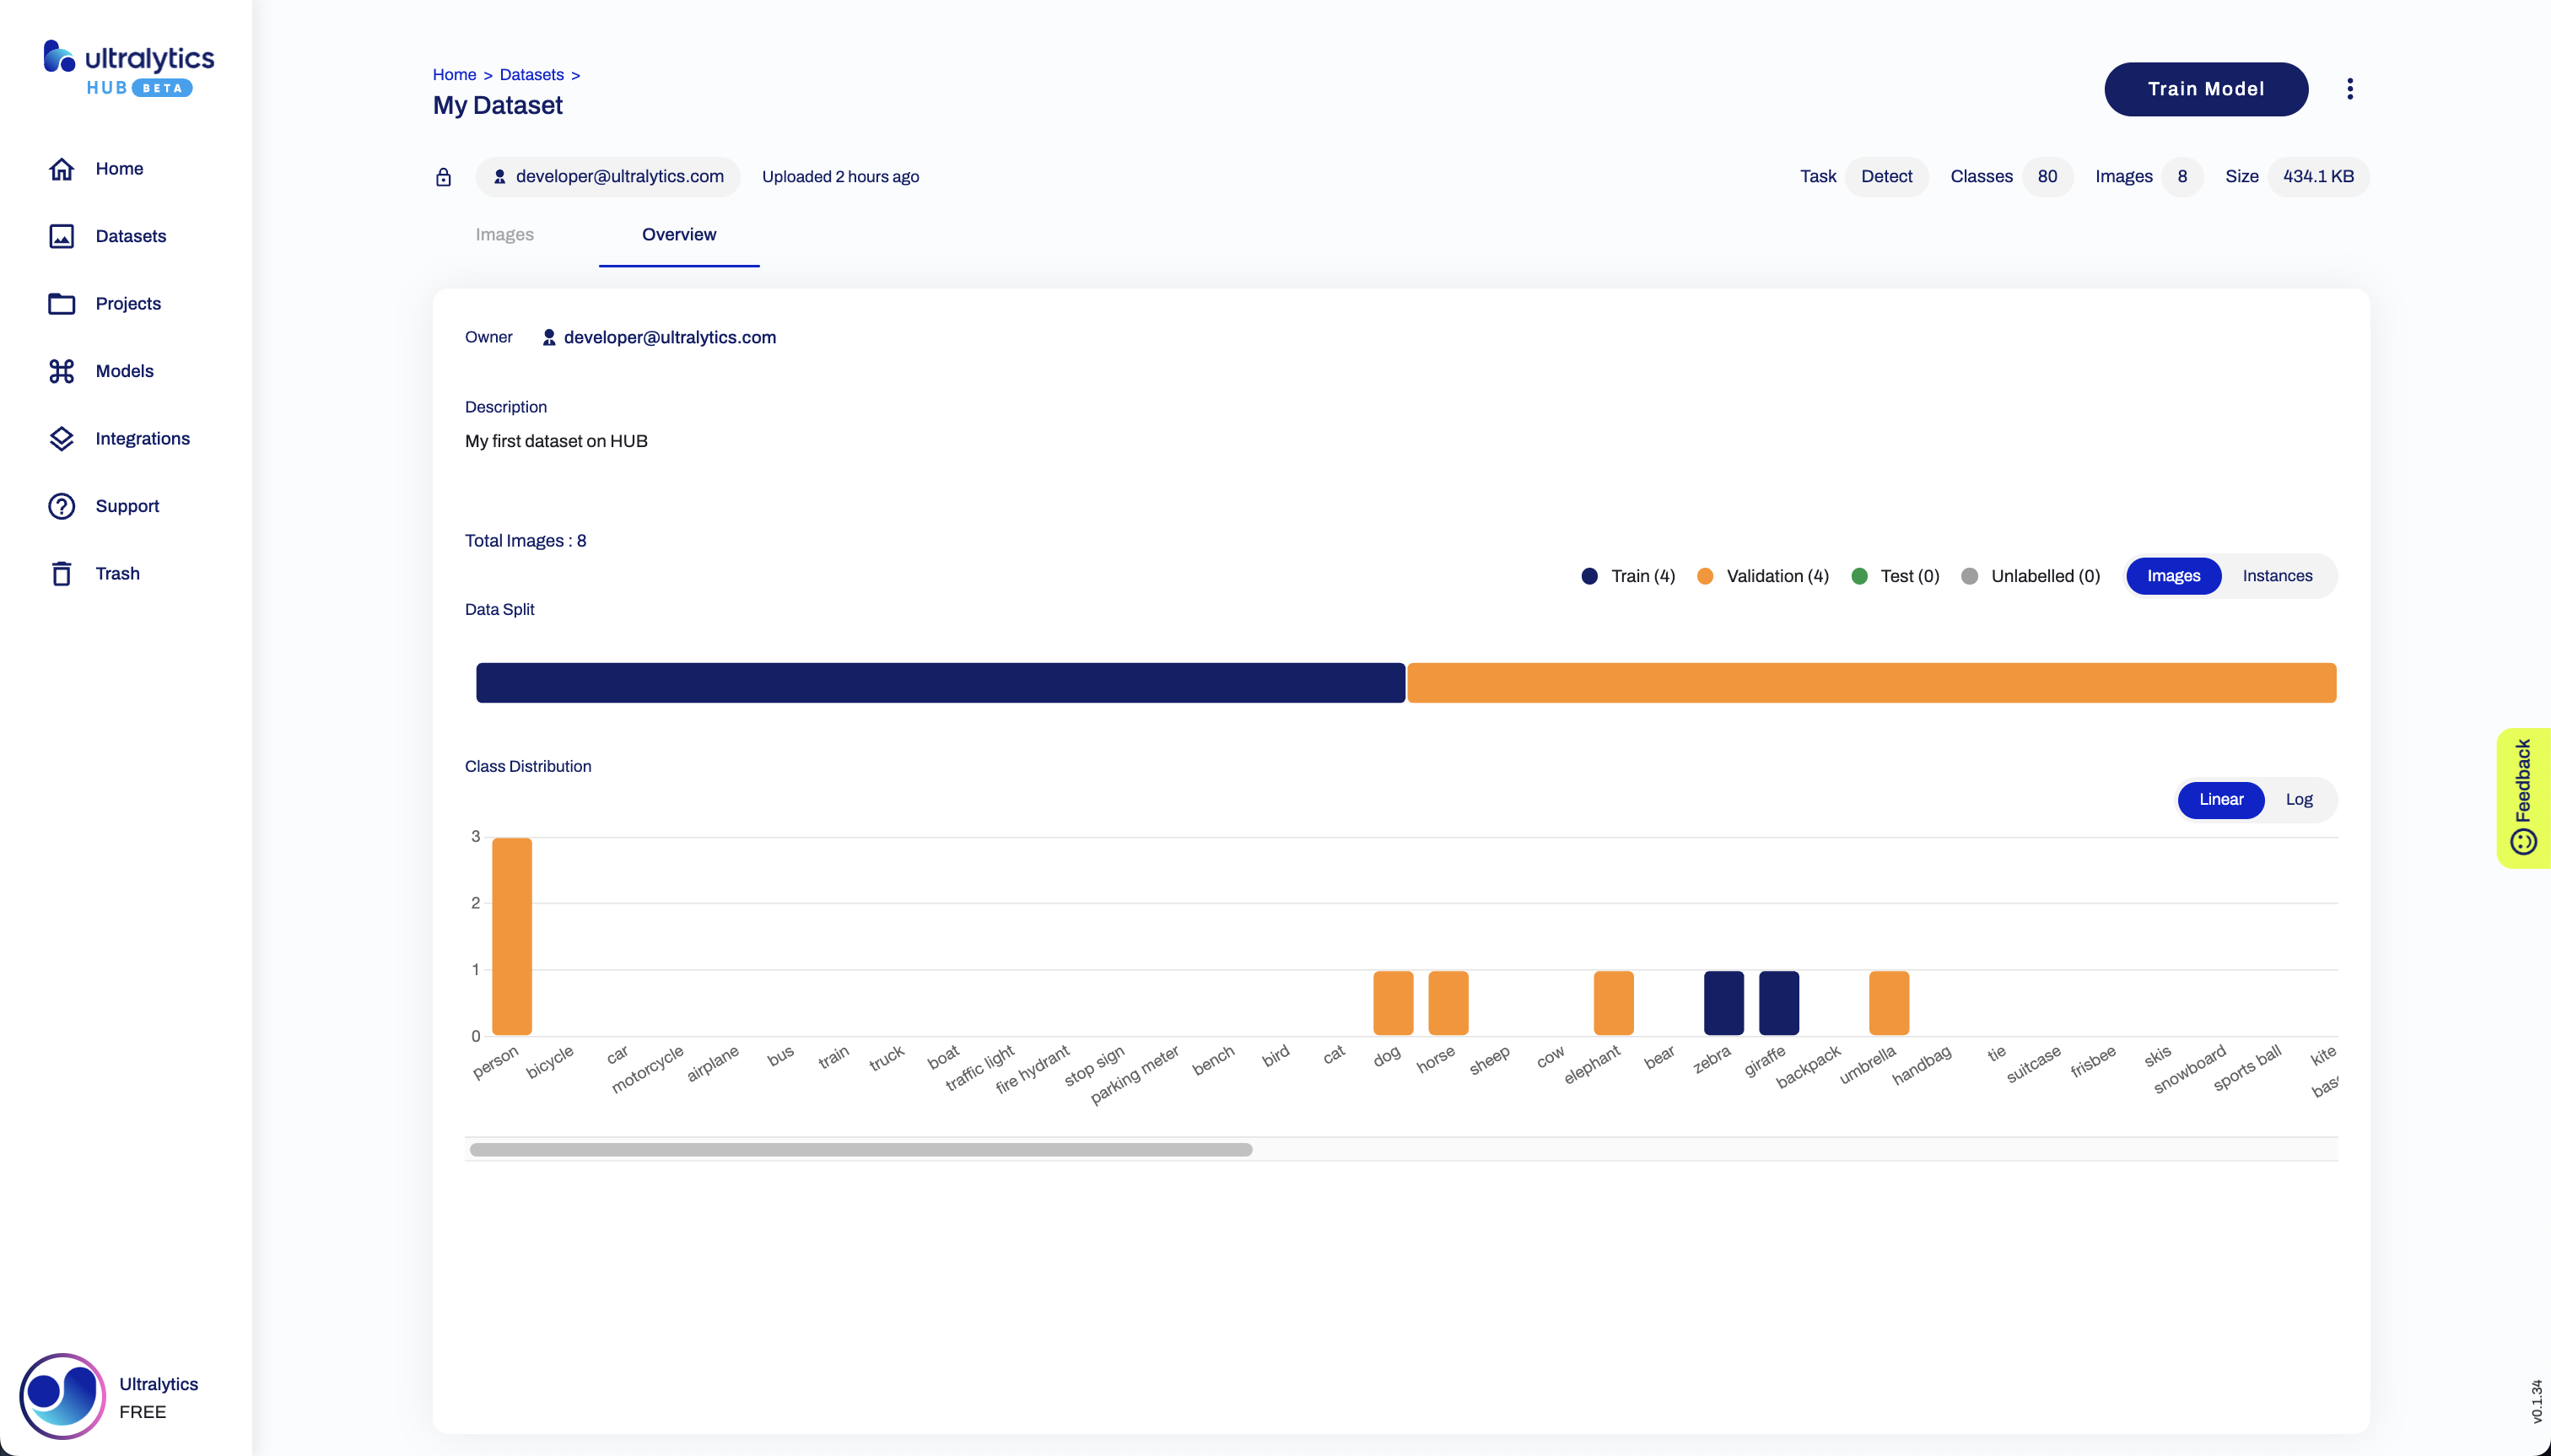 ultralytics
HUB BETA
Home
Datasets
Projects
Models
Integrations
Support
Trash
Ultralytics
FREE
Home > Datasets >
My Dataset
Train Model
developer@ultralytics.com
Uploaded 2 hours ago
Task Detect Classes 80 Images 8 Size 434.1 KB
Images Overview
Owner developer@ultralytics.com
Description
My first dataset on HUB
Total Images : 8
Train (4) Validation (4) Test (0) Unlabelled (0) Images Instances
Data Split
Class Distribution
Linear Log
3
2
1
0
person
bicycle
car
motorcycle
airplane
bus
train
truck
boat
traffic light
fire hydrant
stop sign
parking meter
bench
bird
cat
dog
horse
sheep
cow
elephant
bear
zebra
giraffe
backpack
umbrella
handbag
tie
suitcase
frisbee
skis
snowboard
sports ball
kite
Feedback
v0.1.34